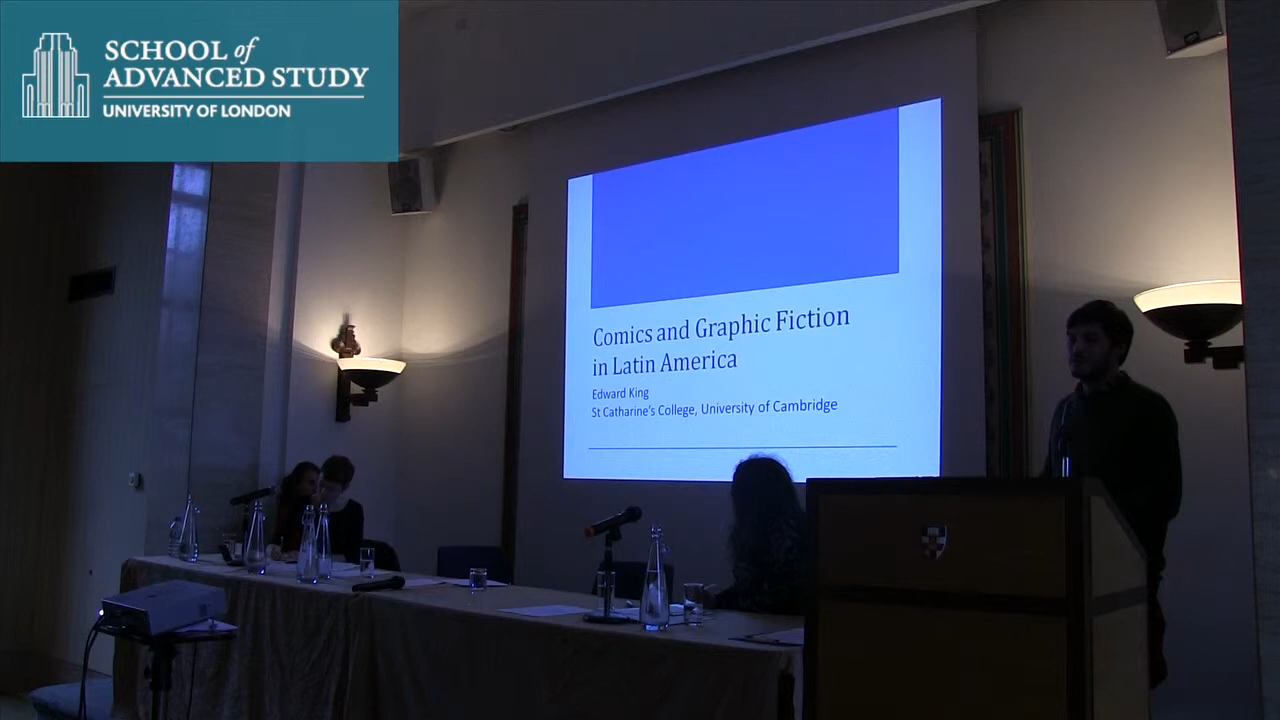 SCHOOL of
ADVANCED STUDY
UNIVERSITY OF LONDON
Comics and Graphic Fiction
in Latin America
Edward King
St Catharine's College, University of Cambridge